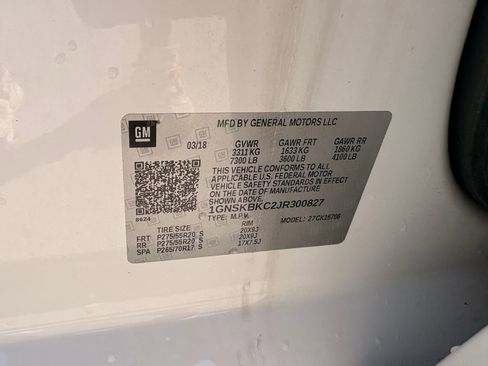 MFD BY GENERAL MOTORS LLC
GM
03/18 GVWR GAWR FRT GAWR RR
3311 KG 1633 KG 1860 KG
7300 LB 3600 LB 4100 LB
THIS VEHICLE CONFORMS TO ALL
APPLICABLE U.S. FEDERAL MOTOR
VEHICLE SAFETY STANDARDS IN EFFECT
ON THE DATE OF MANUFACTURE
SHOWN ABOVE.
1GNSKBKC2JR300827
8624
TYPE: M.P.V. MODEL:
TIRE SIZE RIM
FRT P275/55R20 S 20X9J
RR P275/55R20 S 20X9J
SPA P265/70R17 S 17X7.5J